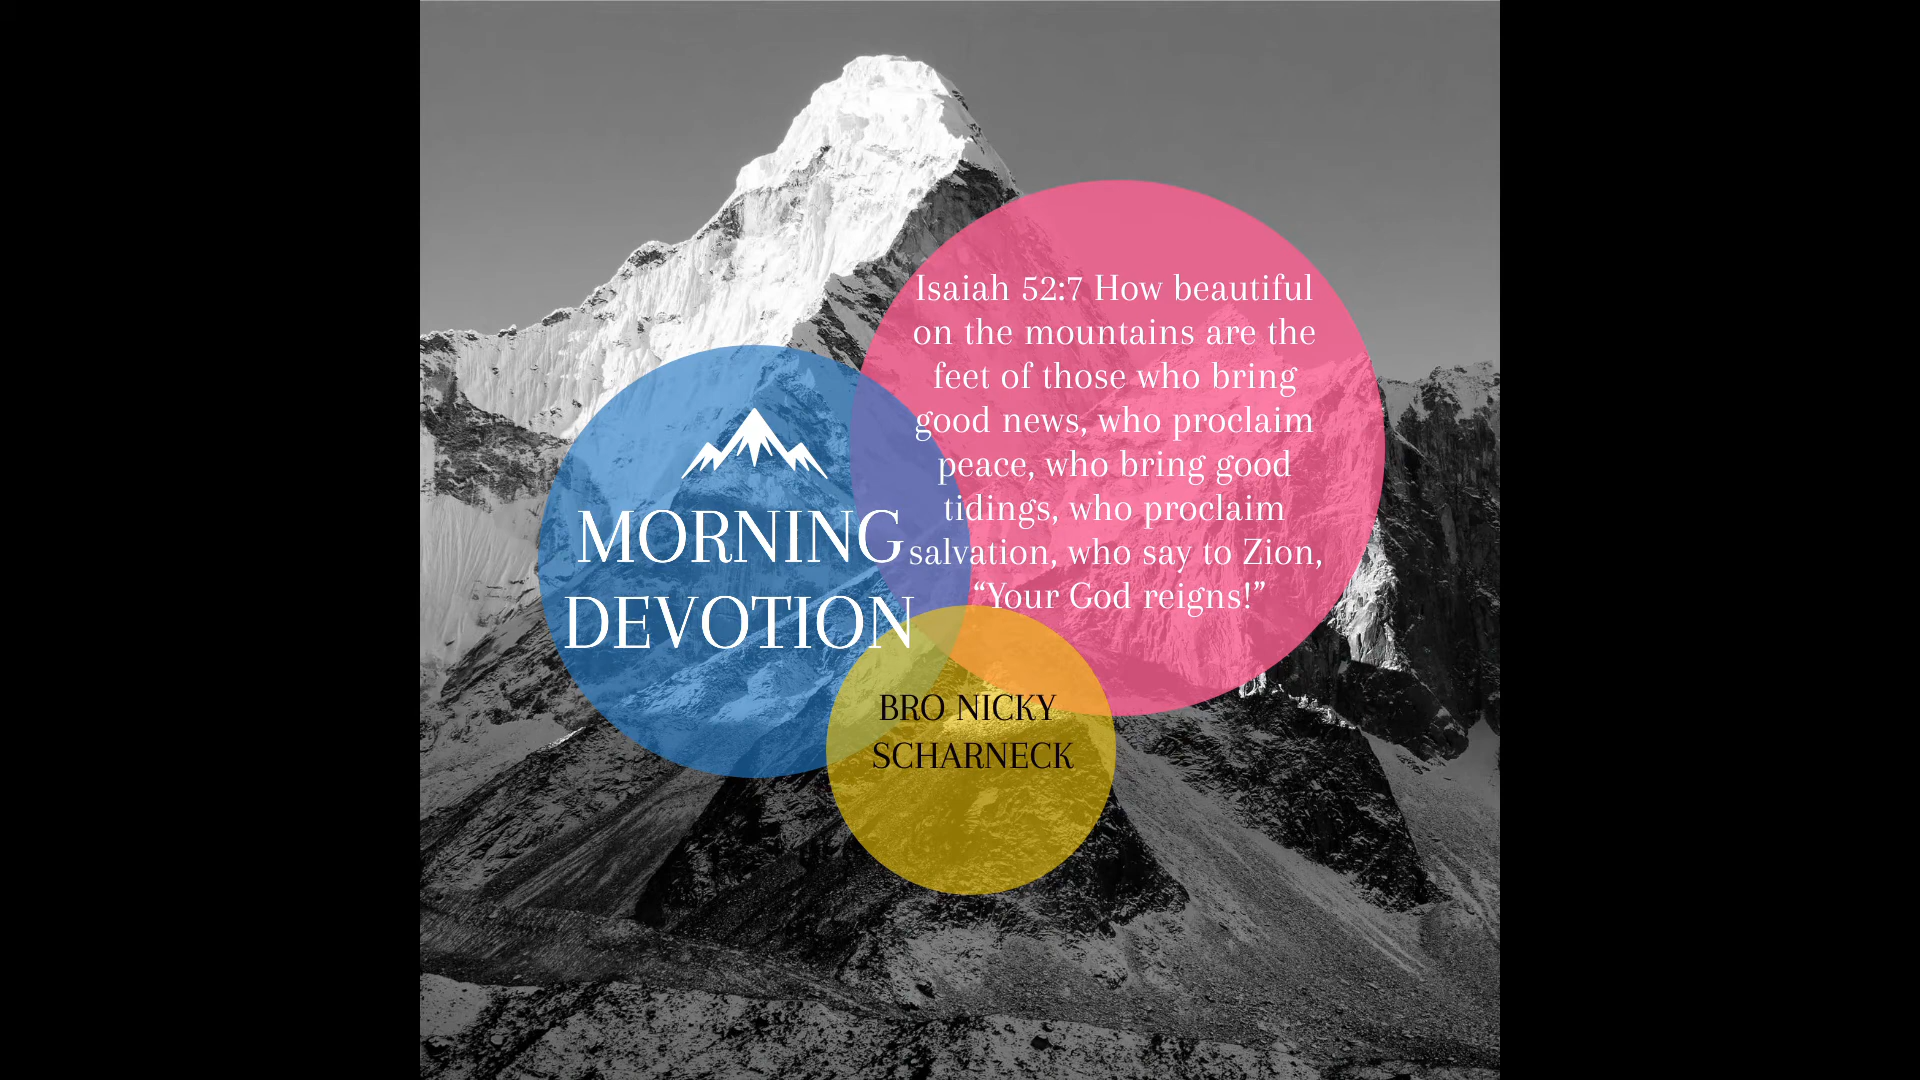 MORNING
DEVOTION
Isaiah 52:7 How beautiful
on the mountains are the
feet of those who bring
good news, who proclaim
peace, who bring good
tidings, who proclaim
salvation, who say to Zion,
“Your God reigns!”
BRO NICKY
SCHARNECK